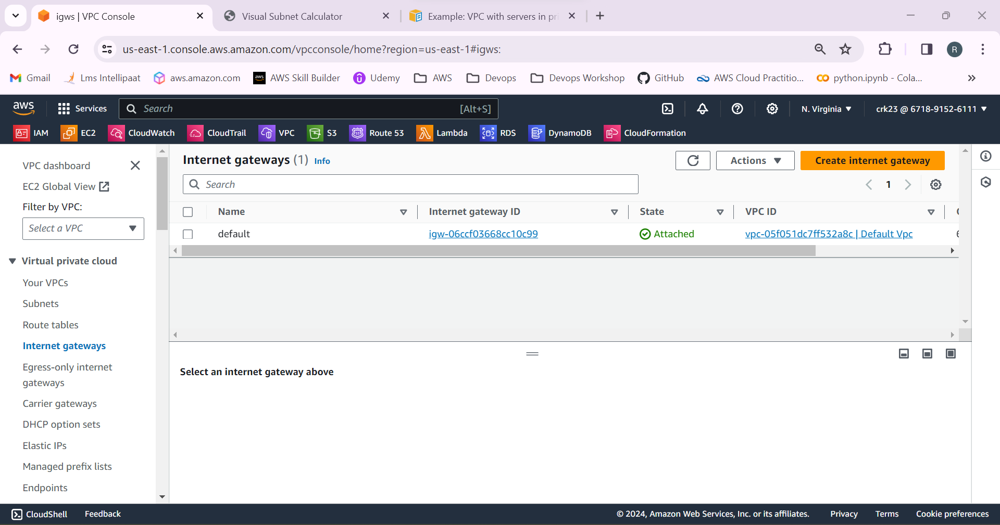 igws | VPC Console
Visual Subnet Calculator
Example: VPC with servers in pri
us-east-1.console.aws.amazon.com/vpcconsole/home?region=us-east-1#igws:
R
Gmail
Lms Intellipaat
aws.amazon.com
aws
AWS Skill Builder
Udemy
AWS
Devops
Devops Workshop
GitHub
AWS Cloud Practitio...
python.ipynb - Cola...
aws
Services
Search
[Alt+S]
N. Virginia
crk23 @ 6718-9152-6111
IAM
EC2
CloudWatch
CloudTrail
VPC
S3
Route 53
Lambda
RDS
DynamoDB
CloudFormation
VPC dashboard
EC2 Global View
Filter by VPC:
Select a VPC
Virtual private cloud
Your VPCs
Subnets
Route tables
Internet gateways
Egress-only internet
gateways
Carrier gateways
DHCP option sets
Elastic IPs
Managed prefix lists
Endpoints
Internet gateways (1) Info
Actions
Create internet gateway
Search
1
Name
Internet gateway ID
State
VPC ID
default
igw-06ccf03668cc10c99
Attached
vpc-05f051dc7ff532a8c | Default Vpc
Select an internet gateway above
CloudShell
Feedback
© 2024, Amazon Web Services, Inc. or its affiliates.
Privacy
Terms
Cookie preferences